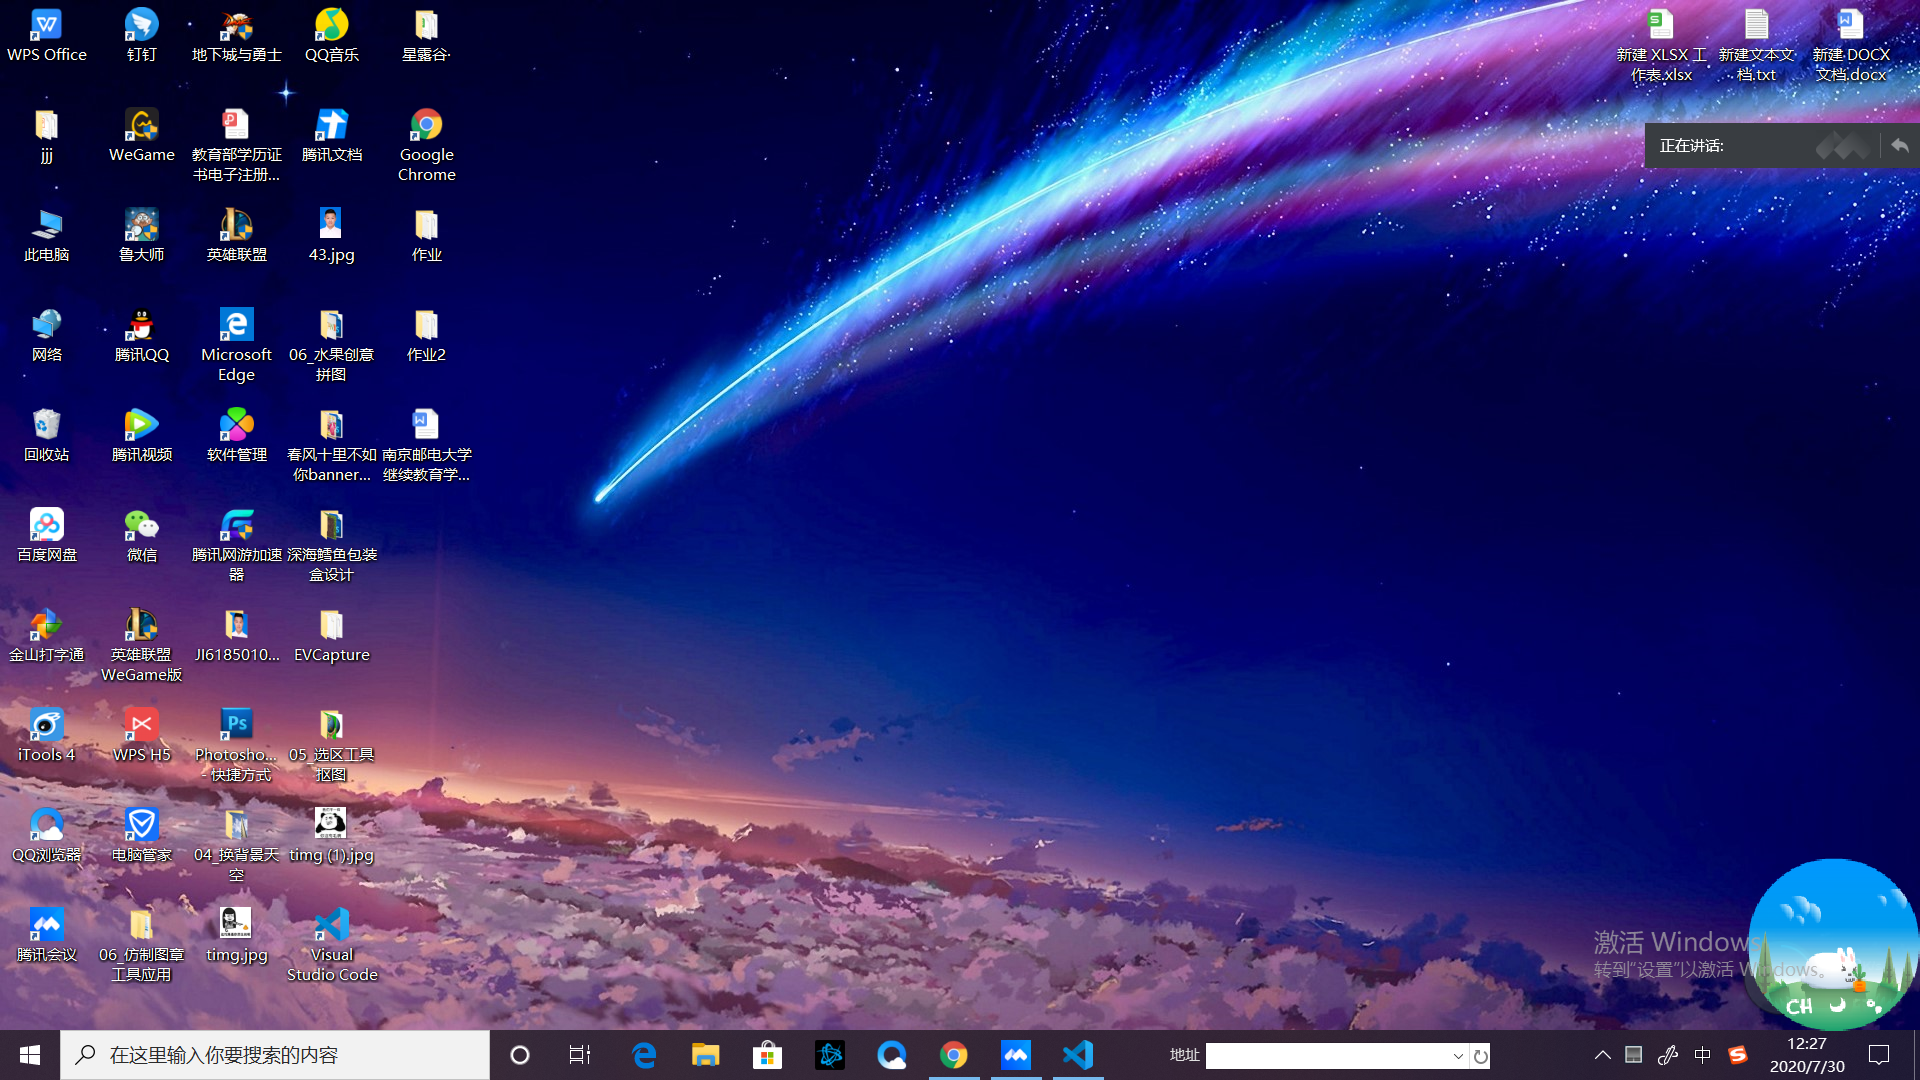 WPS Office
钉钉
地下城与勇士
QQ音乐
星露谷·
新建 XLSX 工
作表.xlsx
新建文本文
档.txt
新建 DOCX
文档.docx
正在讲话:
jjj
WeGame
教育部学历证
书电子注册...
腾讯文档
Google
Chrome
此电脑
鲁大师
英雄联盟
43.jpg
作业
网络
腾讯QQ
Microsoft
Edge
06_水果创意
拼图
作业2
回收站
腾讯视频
软件管理
春风十里不如
你banner...
南京邮电大学
继续教育学...
百度网盘
微信
腾讯网游加速
器
深海鳕鱼包装
盒设计
金山打字通
英雄联盟
WeGame版
JI6185010...
EVCapture
iTools 4
WPS H5
Photosho...
- 快捷方式
05_选区工具
抠图
QQ浏览器
电脑管家
04_换背景天
空
timg (1).jpg
腾讯会议
06_仿制图章
工具应用
timg.jpg
Visual
Studio Code
激活 Windows
转到"设置"以激活 Windows。
CH
在这里输入你要搜索的内容
地址
中
12:27
2020/7/30